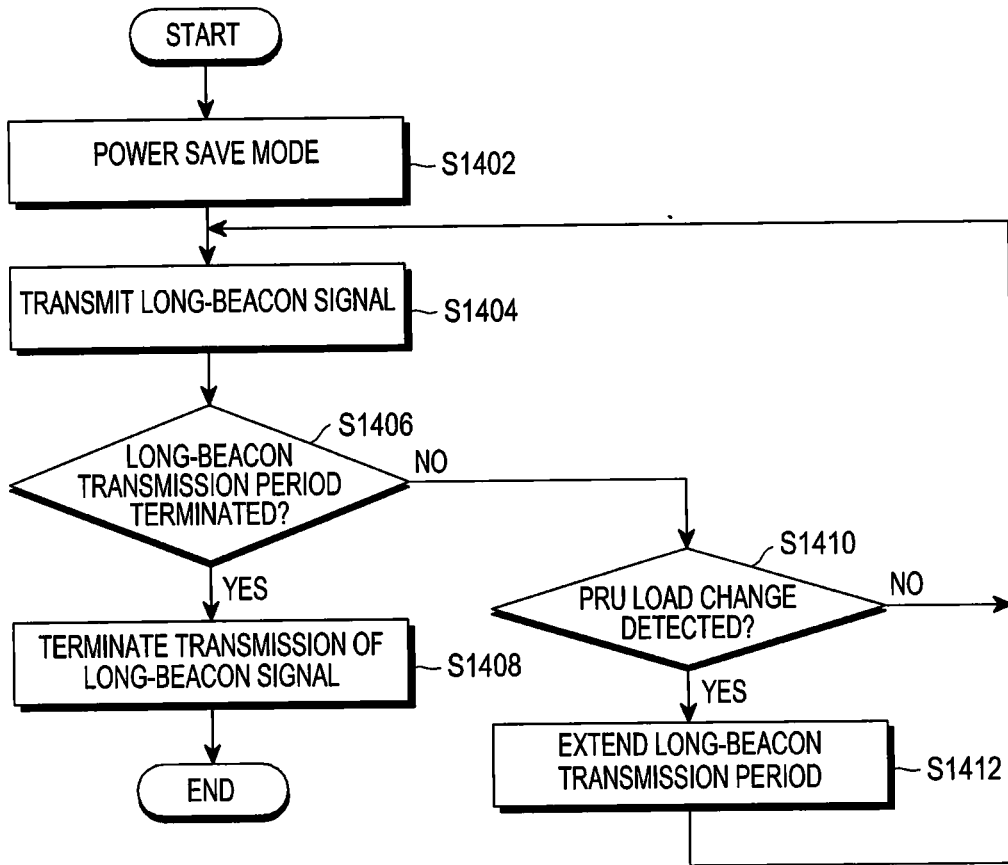 START
POWER SAVE MODE
S1402
TRANSMIT LONG-BEACON SIGNAL
S1404
S1406
LONG-BEACON
TRANSMISSION PERIOD
TERMINATED?
NO
YES
S1410
PRU LOAD CHANGE
DETECTED?
NO
YES
TERMINATE TRANSMISSION OF
LONG-BEACON SIGNAL
S1408
EXTEND LONG-BEACON
TRANSMISSION PERIOD
S1412
END